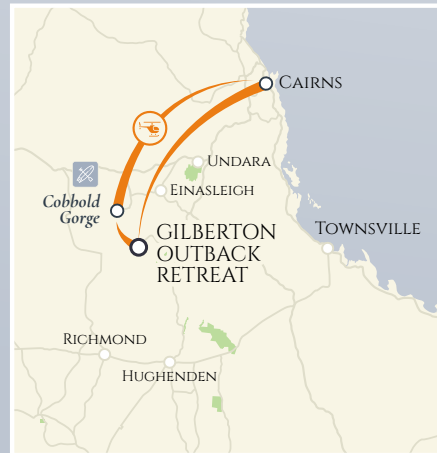 Cairns
Undara
Einasleigh
Cobbold
Gorge
Gilberton
Outback
Retreat
Townsville
Richmond
Hughenden